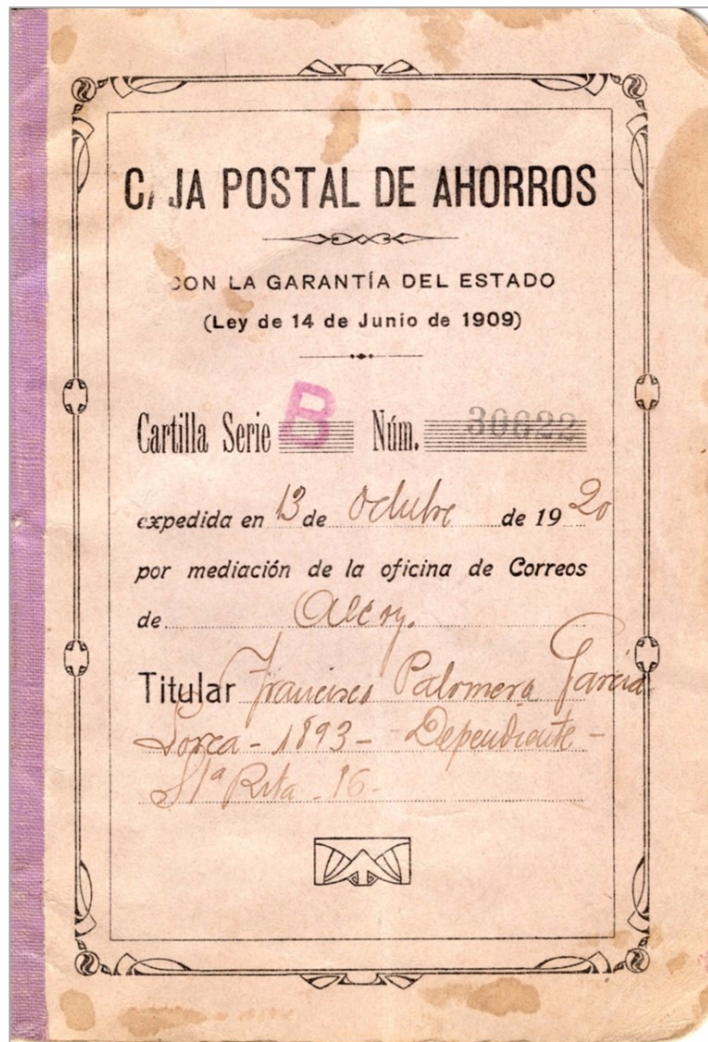 CAJA POSTAL DE AHORROS
CON LA GARANTÍA DEL ESTADO
(Ley de 14 de Junio de 1909)
Cartilla Serie B Núm. 30622
expedida en 13 de Octubre de 1920
por mediación de la oficina de Correos
de Alcoy.
Titular Francisco Palomera García
Lorca - 1893 - Dependiente -
Sta Rita - 16 -